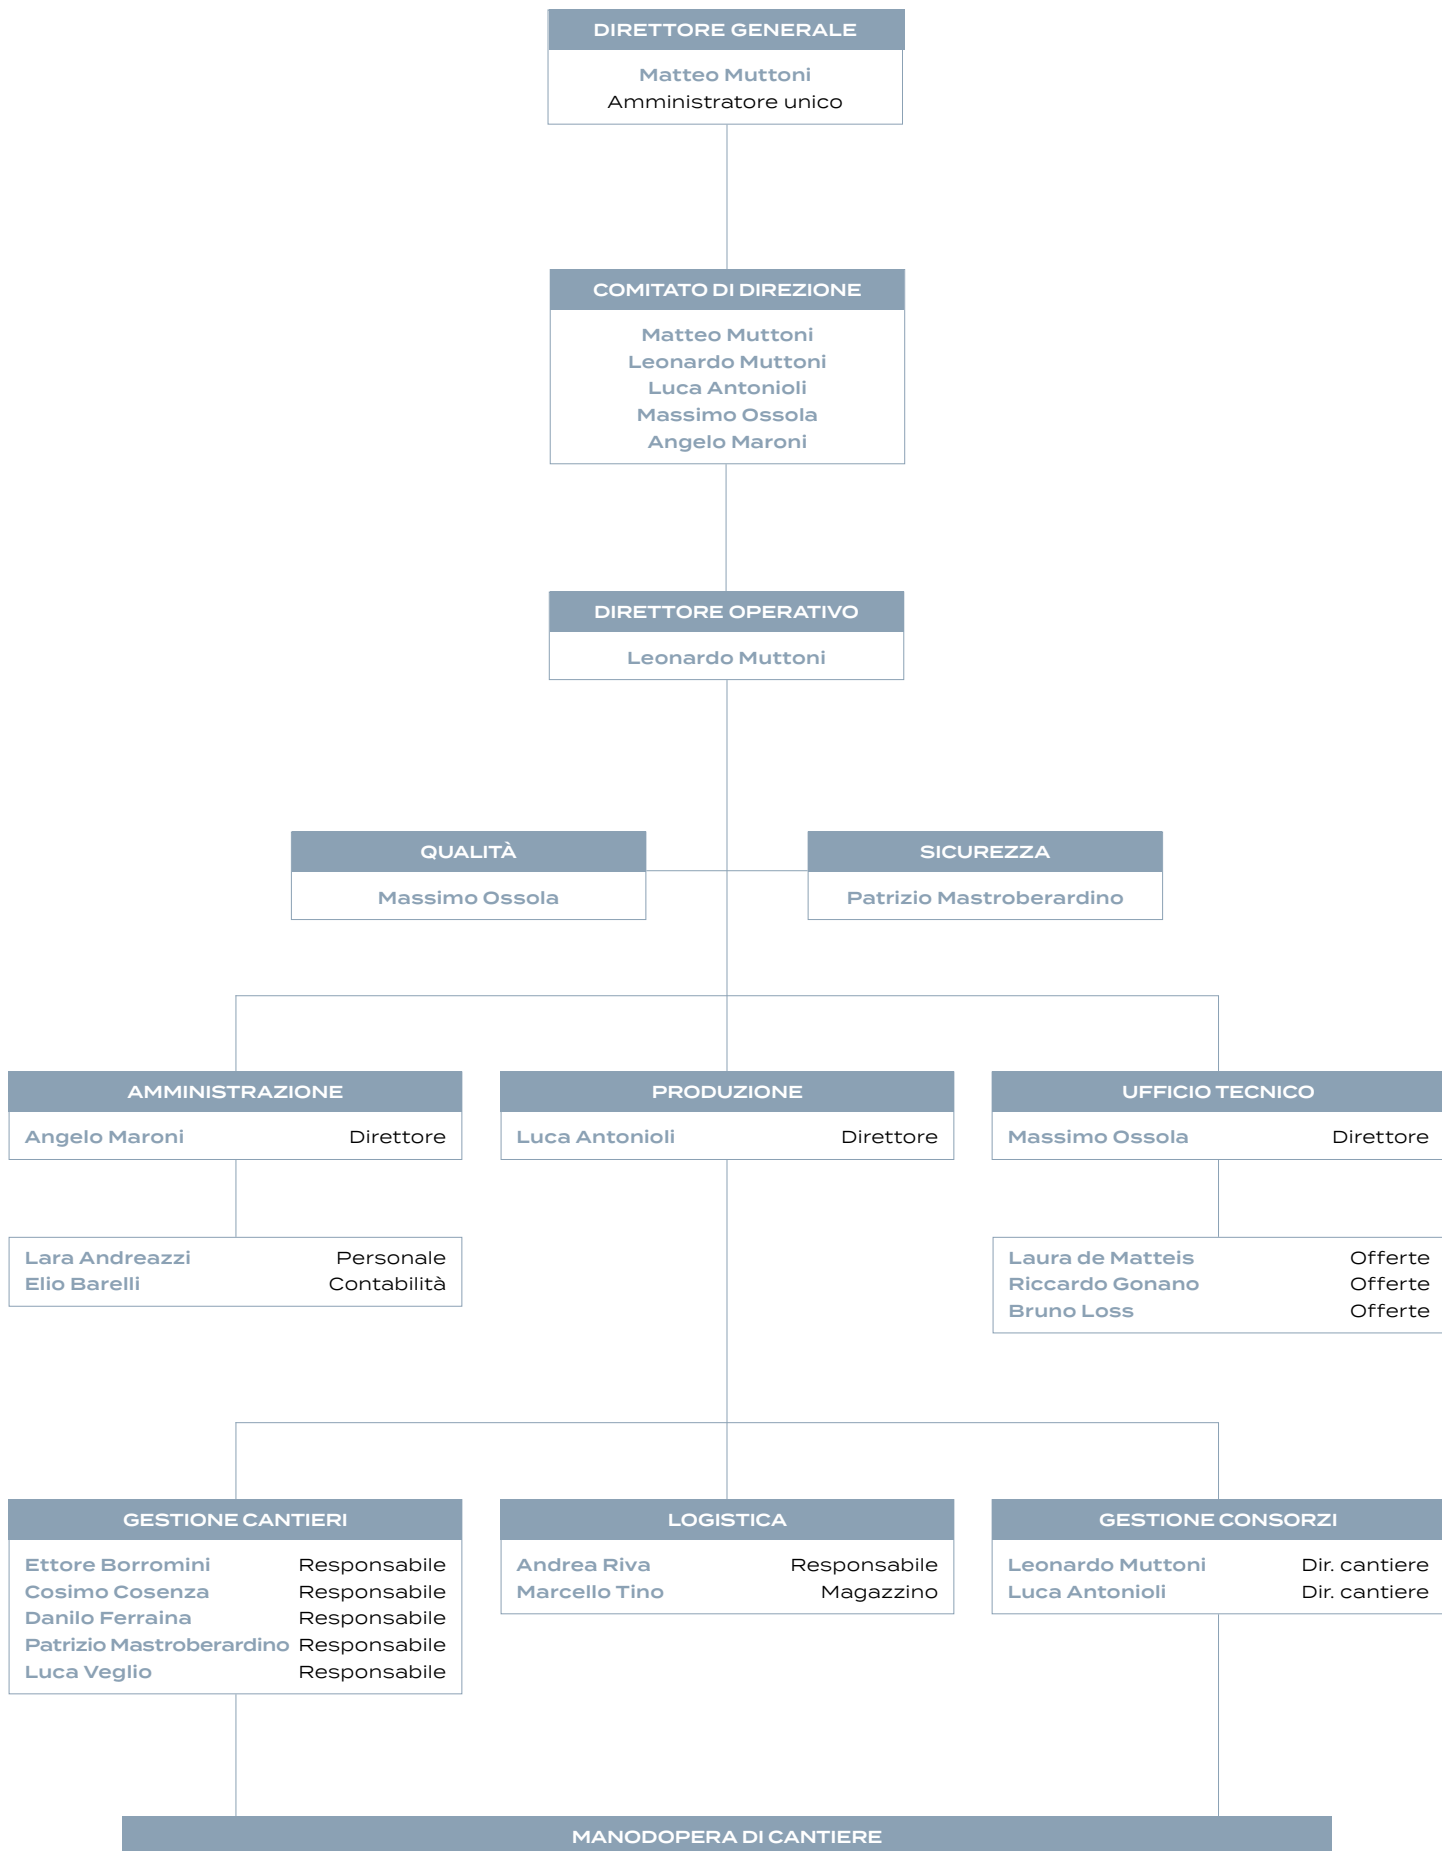 DIRETTORE GENERALE
Matteo Muttoni
Amministratore unico
COMITATO DI DIREZIONE
Matteo Muttoni
Leonardo Muttoni
Luca Antonioli
Massimo Ossola
Angelo Maroni
DIRETTORE OPERATIVO
Leonardo Muttoni
QUALITÀ
Massimo Ossola
SICUREZZA
Patrizio Mastroberardino
AMMINISTRAZIONE
Angelo Maroni Direttore
Lara Andreazzi Personale
Elio Barelli Contabilità
PRODUZIONE
Luca Antonioli Direttore
UFFICIO TECNICO
Massimo Ossola Direttore
Laura de Matteis Offerte
Riccardo Gonano Offerte
Bruno Loss Offerte
GESTIONE CANTIERI
Ettore Borromini Responsabile
Cosimo Cosenza Responsabile
Danilo Ferraina Responsabile
Patrizio Mastroberardino Responsabile
Luca Veglio Responsabile
LOGISTICA
Andrea Riva Responsabile
Marcello Tino Magazzino
GESTIONE CONSORZI
Leonardo Muttoni Dir. cantiere
Luca Antonioli Dir. cantiere
MANODOPERA DI CANTIERE